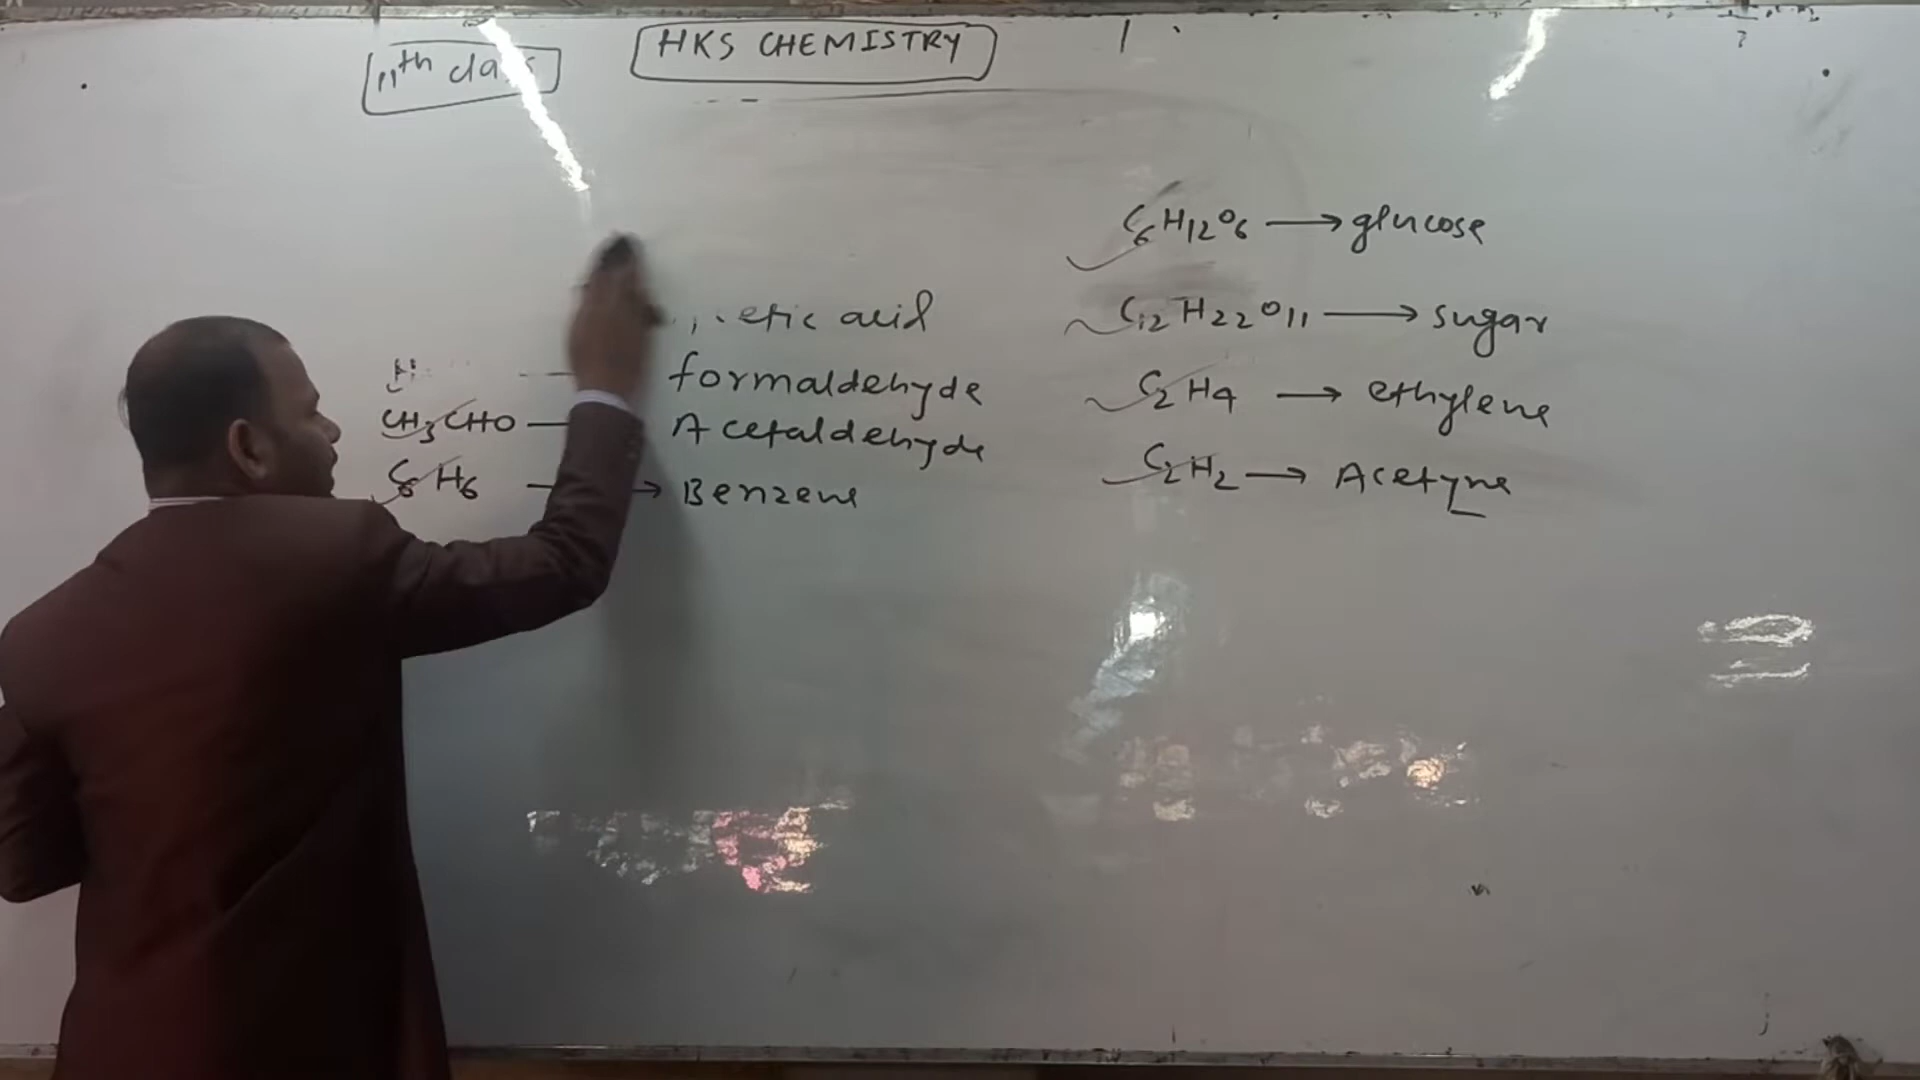 11th class
HKS CHEMISTRY
etic acid
formaldehyde
CH3CHO — Acetaldehyde
C6H6 → Benzene
C6H12O6 → glucose
C12H22O11 → sugar
C2H4 → ethylene
C2H2 → Acetyne